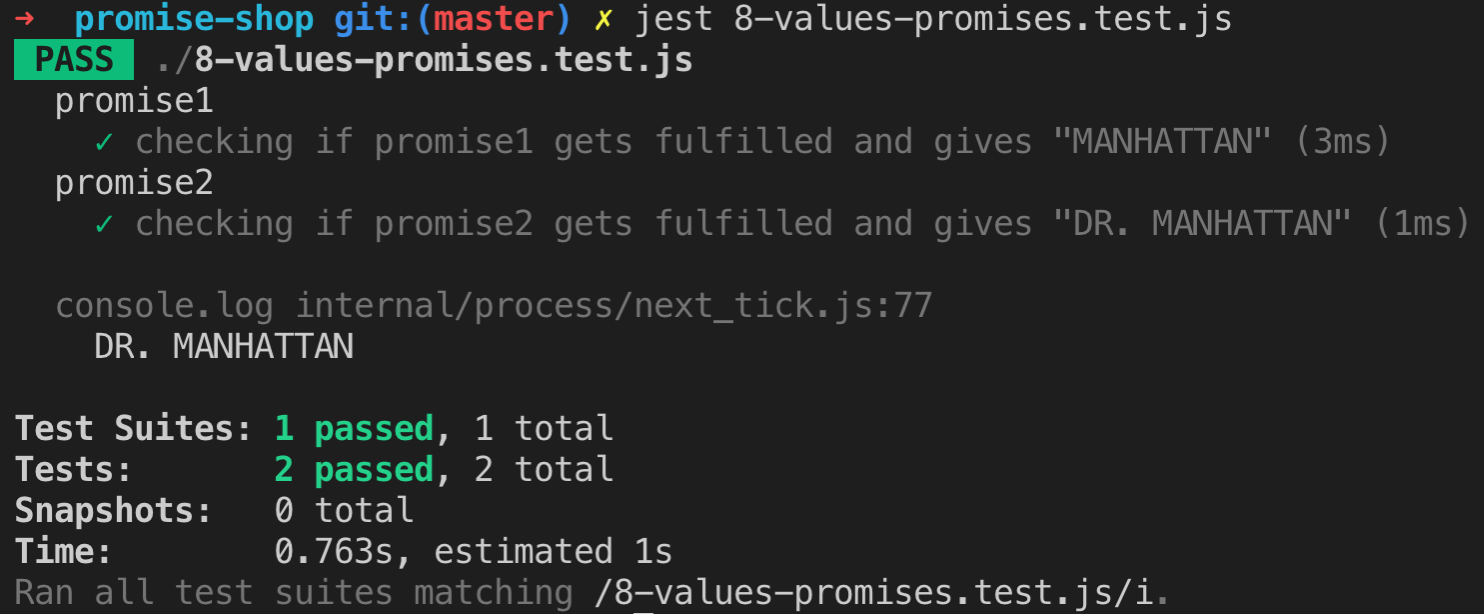 ➜  promise-shop git:(master) ✗ jest 8-values-promises.test.js
 PASS  ./8-values-promises.test.js
  promise1
    ✓ checking if promise1 gets fulfilled and gives "MANHATTAN" (3ms)
  promise2
    ✓ checking if promise2 gets fulfilled and gives "DR. MANHATTAN" (1ms)
  console.log internal/process/next_tick.js:77
    DR. MANHATTAN
Test Suites: 1 passed, 1 total
Tests:       2 passed, 2 total
Snapshots:   0 total
Time:        0.763s, estimated 1s
Ran all test suites matching /8-values-promises.test.js/i.